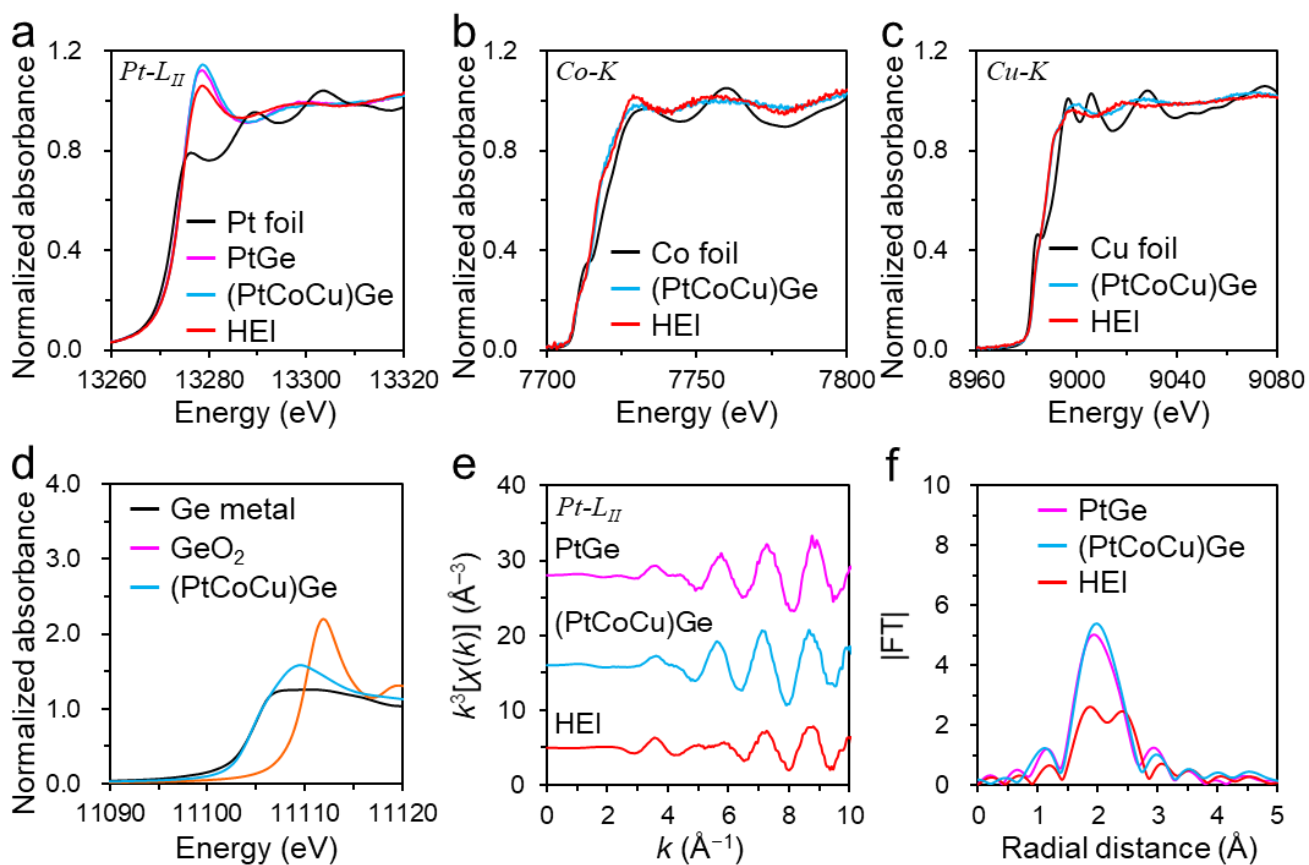 a
Pt-L_II
Normalized absorbance
1.2
0.8
0.4
0.0
Pt foil
PtGe
(PtCoCu)Ge
HEI
13260 13280 13300 13320
Energy (eV)
b
Co-K
Normalized absorbance
1.2
0.8
0.4
0.0
Co foil
(PtCoCu)Ge
HEI
7700 7750 7800
Energy (eV)
c
Cu-K
Normalized absorbance
1.2
0.8
0.4
0.0
Cu foil
(PtCoCu)Ge
HEI
8960 9000 9040 9080
Energy (eV)
d
Normalized absorbance
4.0
3.0
2.0
1.0
0.0
Ge metal
GeO₂
(PtCoCu)Ge
11090 11100 11110 11120
Energy (eV)
e
Pt-L_II
k³[χ(k)] (Å⁻³)
40
30
20
10
0
PtGe
(PtCoCu)Ge
HEI
0 2 4 6 8 10
k (Å⁻¹)
f
|FT|
10
8
6
4
2
0
PtGe
(PtCoCu)Ge
HEI
0 1 2 3 4 5
Radial distance (Å)